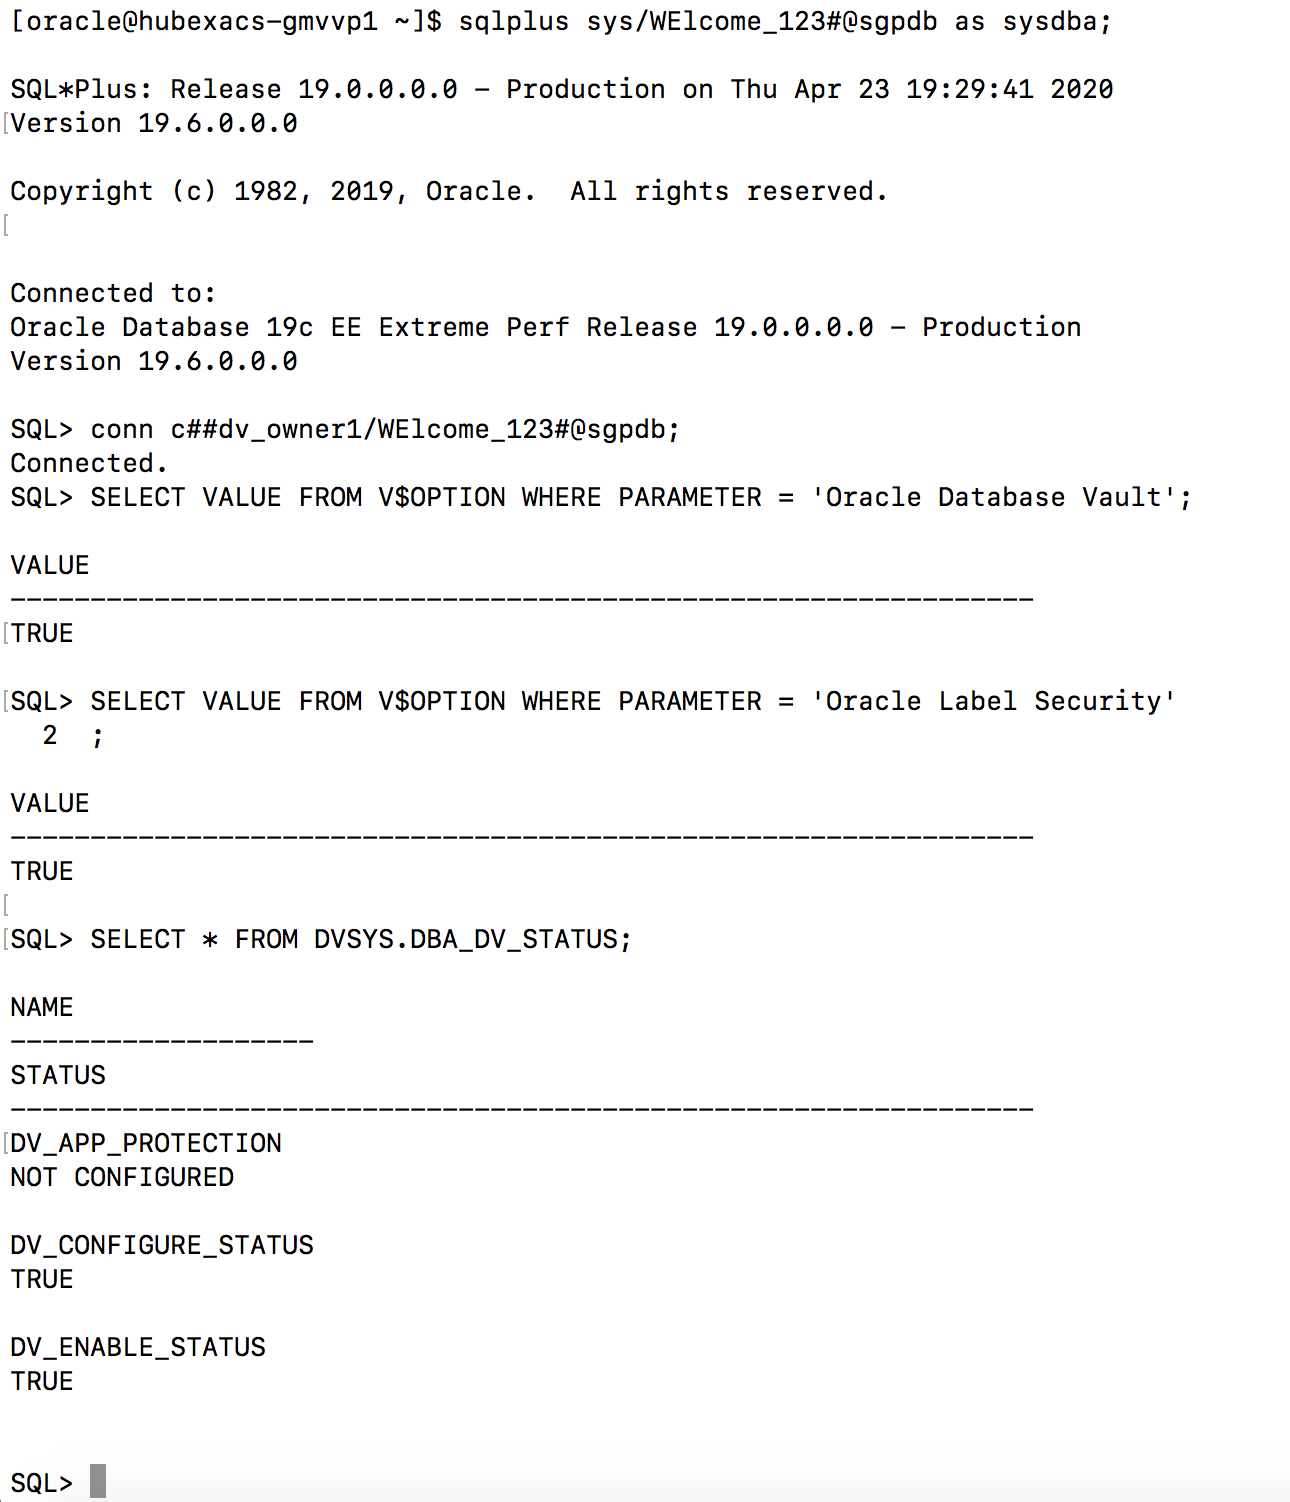 [oracle@hubexacs-gmvvp1 ~]$ sqlplus sys/WElcome_123#@sgpdb as sysdba;
SQL*Plus: Release 19.0.0.0.0 - Production on Thu Apr 23 19:29:41 2020
[Version 19.6.0.0.0
Copyright (c) 1982, 2019, Oracle.  All rights reserved.
[
Connected to:
Oracle Database 19c EE Extreme Perf Release 19.0.0.0.0 - Production
Version 19.6.0.0.0
SQL> conn c##dv_owner1/WElcome_123#@sgpdb;
Connected.
SQL> SELECT VALUE FROM V$OPTION WHERE PARAMETER = 'Oracle Database Vault';
VALUE
----------------------------------------------------------------
[TRUE
[SQL> SELECT VALUE FROM V$OPTION WHERE PARAMETER = 'Oracle Label Security'
  2  ;
VALUE
----------------------------------------------------------------
TRUE
[
[SQL> SELECT * FROM DVSYS.DBA_DV_STATUS;
NAME
-------------------
STATUS
----------------------------------------------------------------
[DV_APP_PROTECTION
NOT CONFIGURED
DV_CONFIGURE_STATUS
TRUE
DV_ENABLE_STATUS
TRUE
SQL>